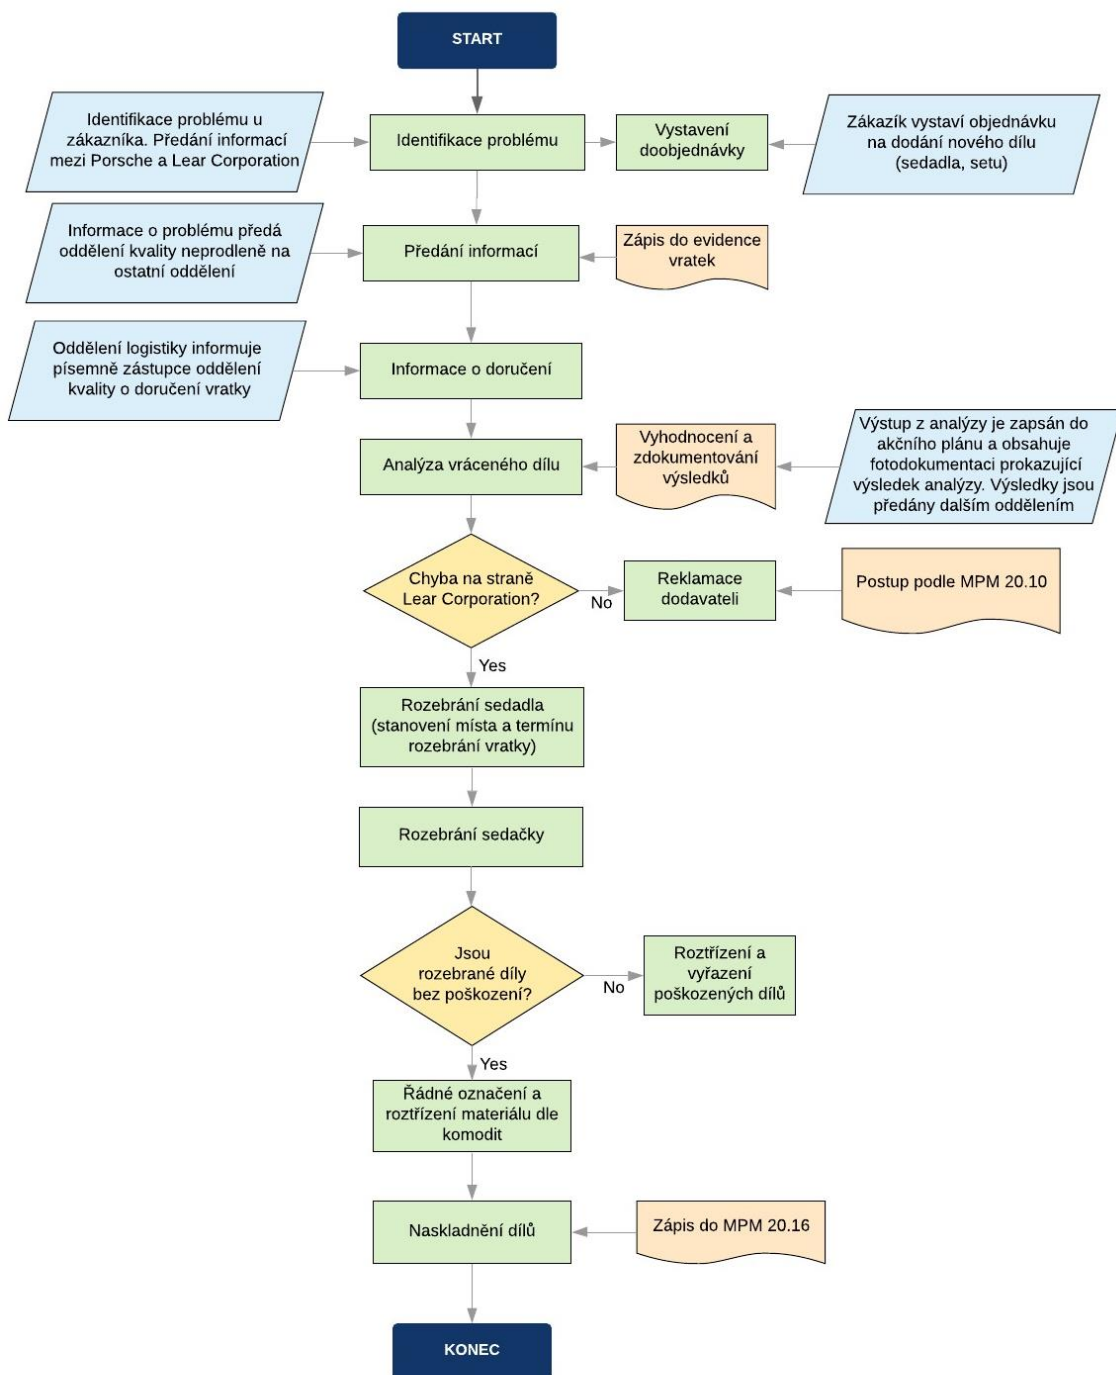 START
Identifikace problému u
zákazníka. Předání informací
mezi Porsche a Lear Corporation
Identifikace problému
Vystavení
doobjednávky
Zákazík vystaví objednávku
na dodání nového dílu
(sedadla, setu)
Informace o problému předá
oddělení kvality neprodleně na
ostatní oddělení
Předání informací
Zápis do evidence
vratek
Oddělení logistiky informuje
písemně zástupce oddělení
kvality o doručení vratky
Informace o doručení
Analýza vráceného dílu
Vyhodnocení a
zdokumentování
výsledků
Výstup z analýzy je zapsán do
akčního plánu a obsahuje
fotodokumentaci prokazující
výsledek analýzy. Výsledky jsou
předány dalším oddělením
Chyba na straně
Lear Corporation?
No
Reklamace
dodavateli
Postup podle MPM 20.10
Yes
Rozebrání sedadla
(stanovení místa a termínu
rozebrání vratky)
Rozebrání sedačky
Jsou
rozebrané díly
bez poškození?
No
Roztřízení a
vyřazení
poškozených dílů
Yes
Řádné označení a
roztřízení materiálu dle
komodit
Naskladnění dílů
Zápis do MPM 20.16
KONEC